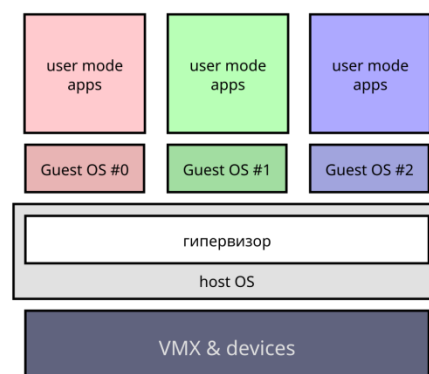 user mode
apps
user mode
apps
user mode
apps
Guest OS #0
Guest OS #1
Guest OS #2
гипервизор
host OS
VMX & devices